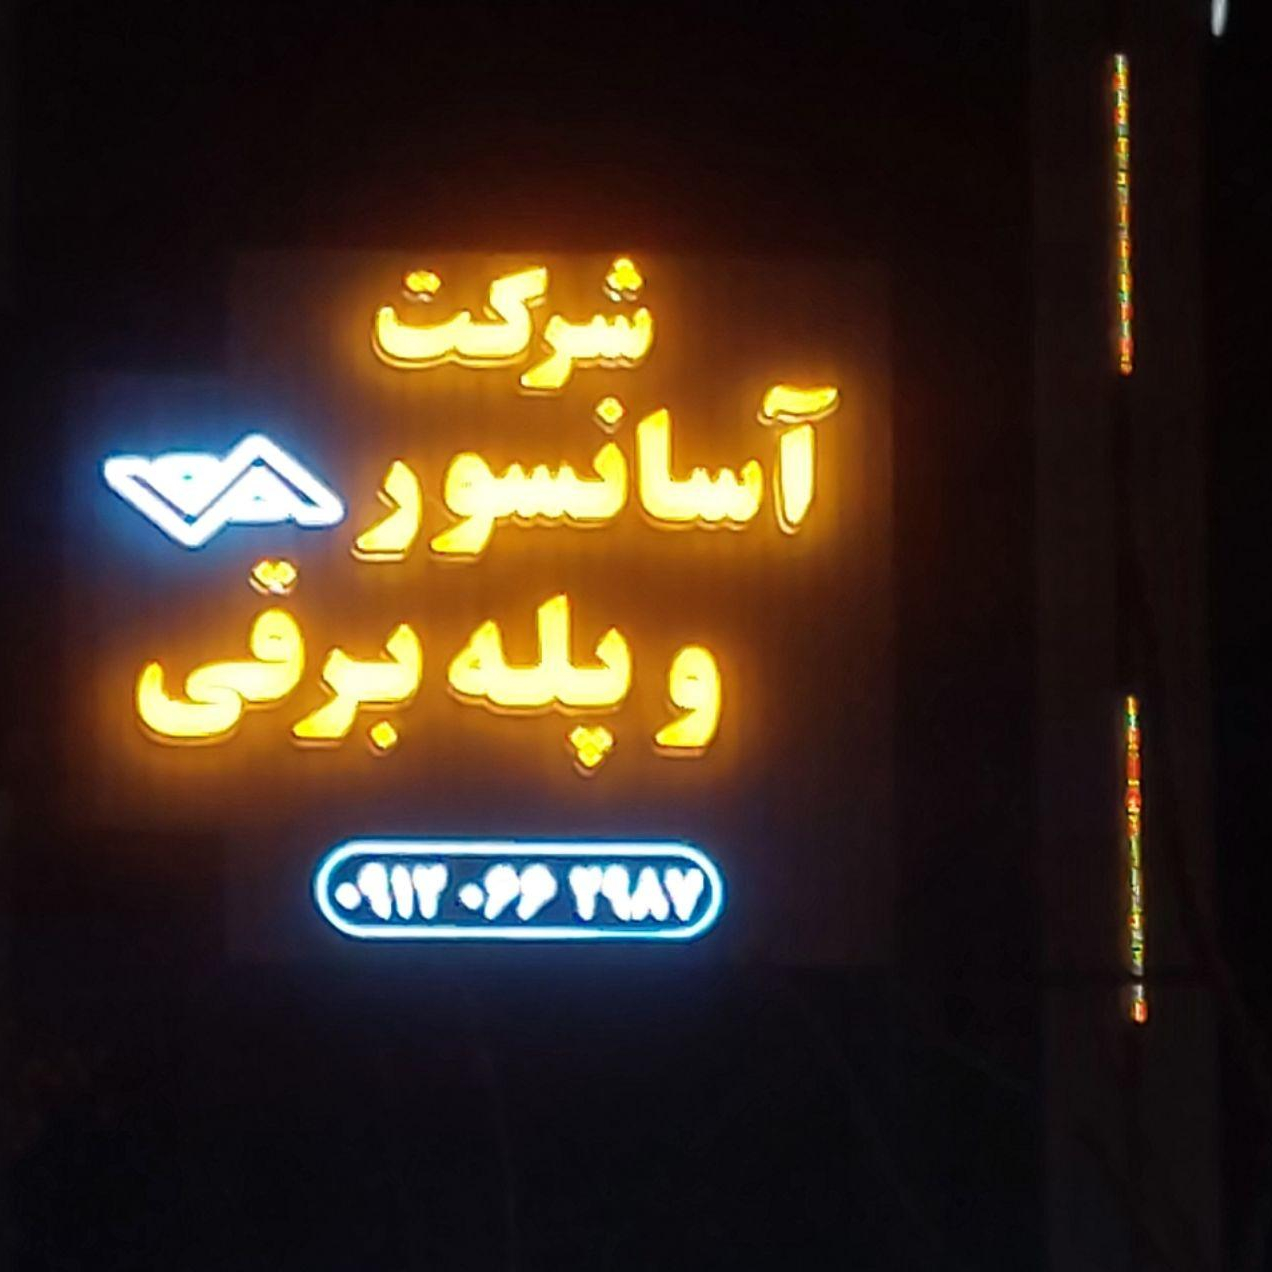 شرکت
آسانسور
و پله برقی
۰۹۱۲ ۰۶۶ ۲۹۸۷